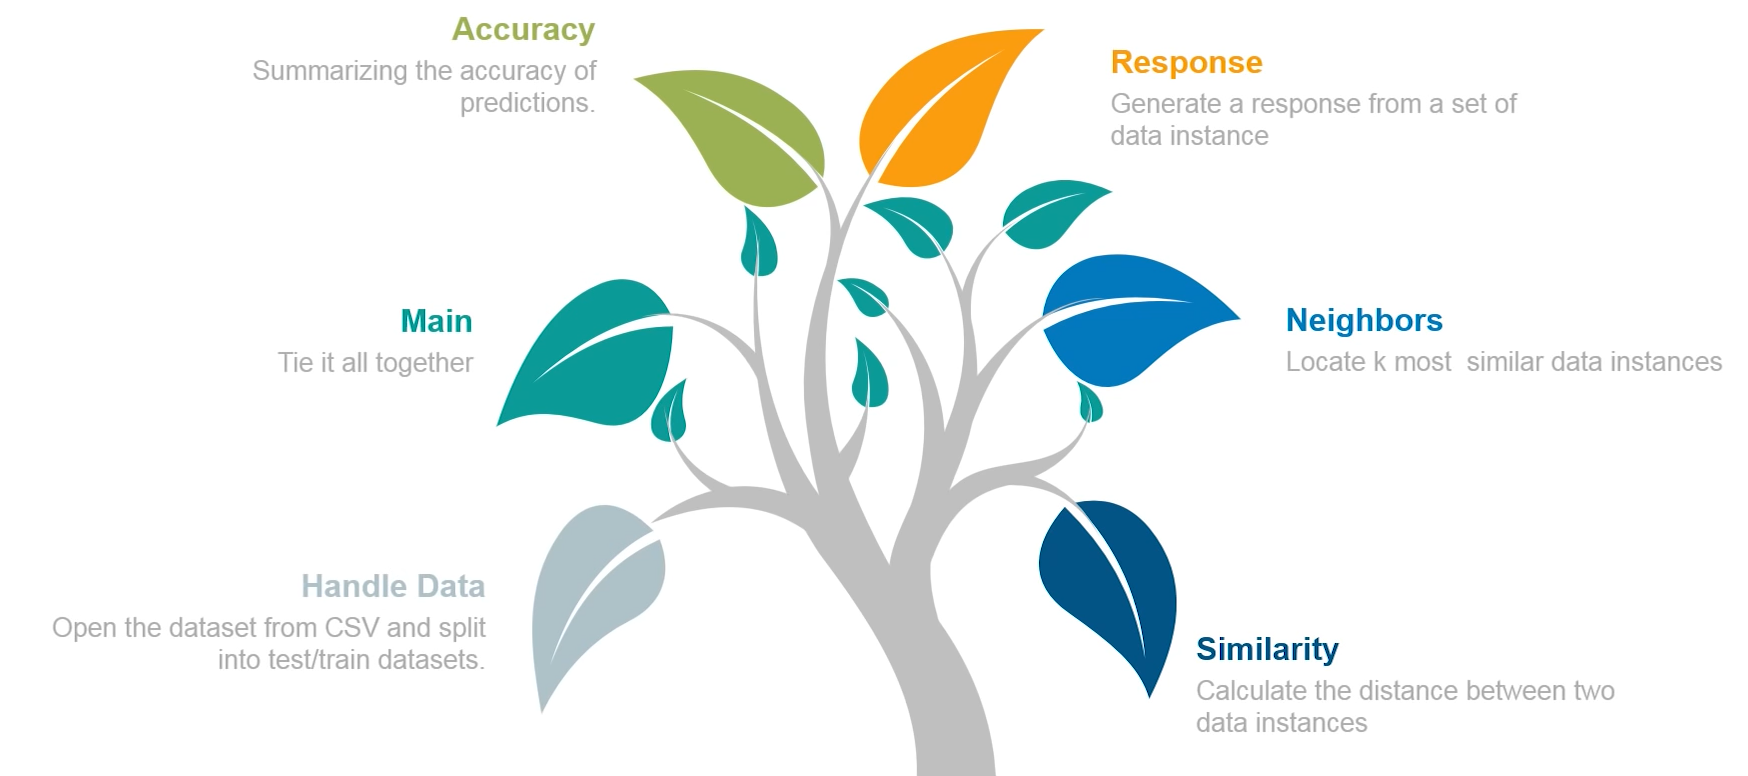 Accuracy
Summarizing the accuracy of
predictions.
Response
Generate a response from a set of
data instance
Main
Tie it all together
Neighbors
Locate k most  similar data instances
Handle Data
Open the dataset from CSV and split
into test/train datasets.
Similarity
Calculate the distance between two
data instances